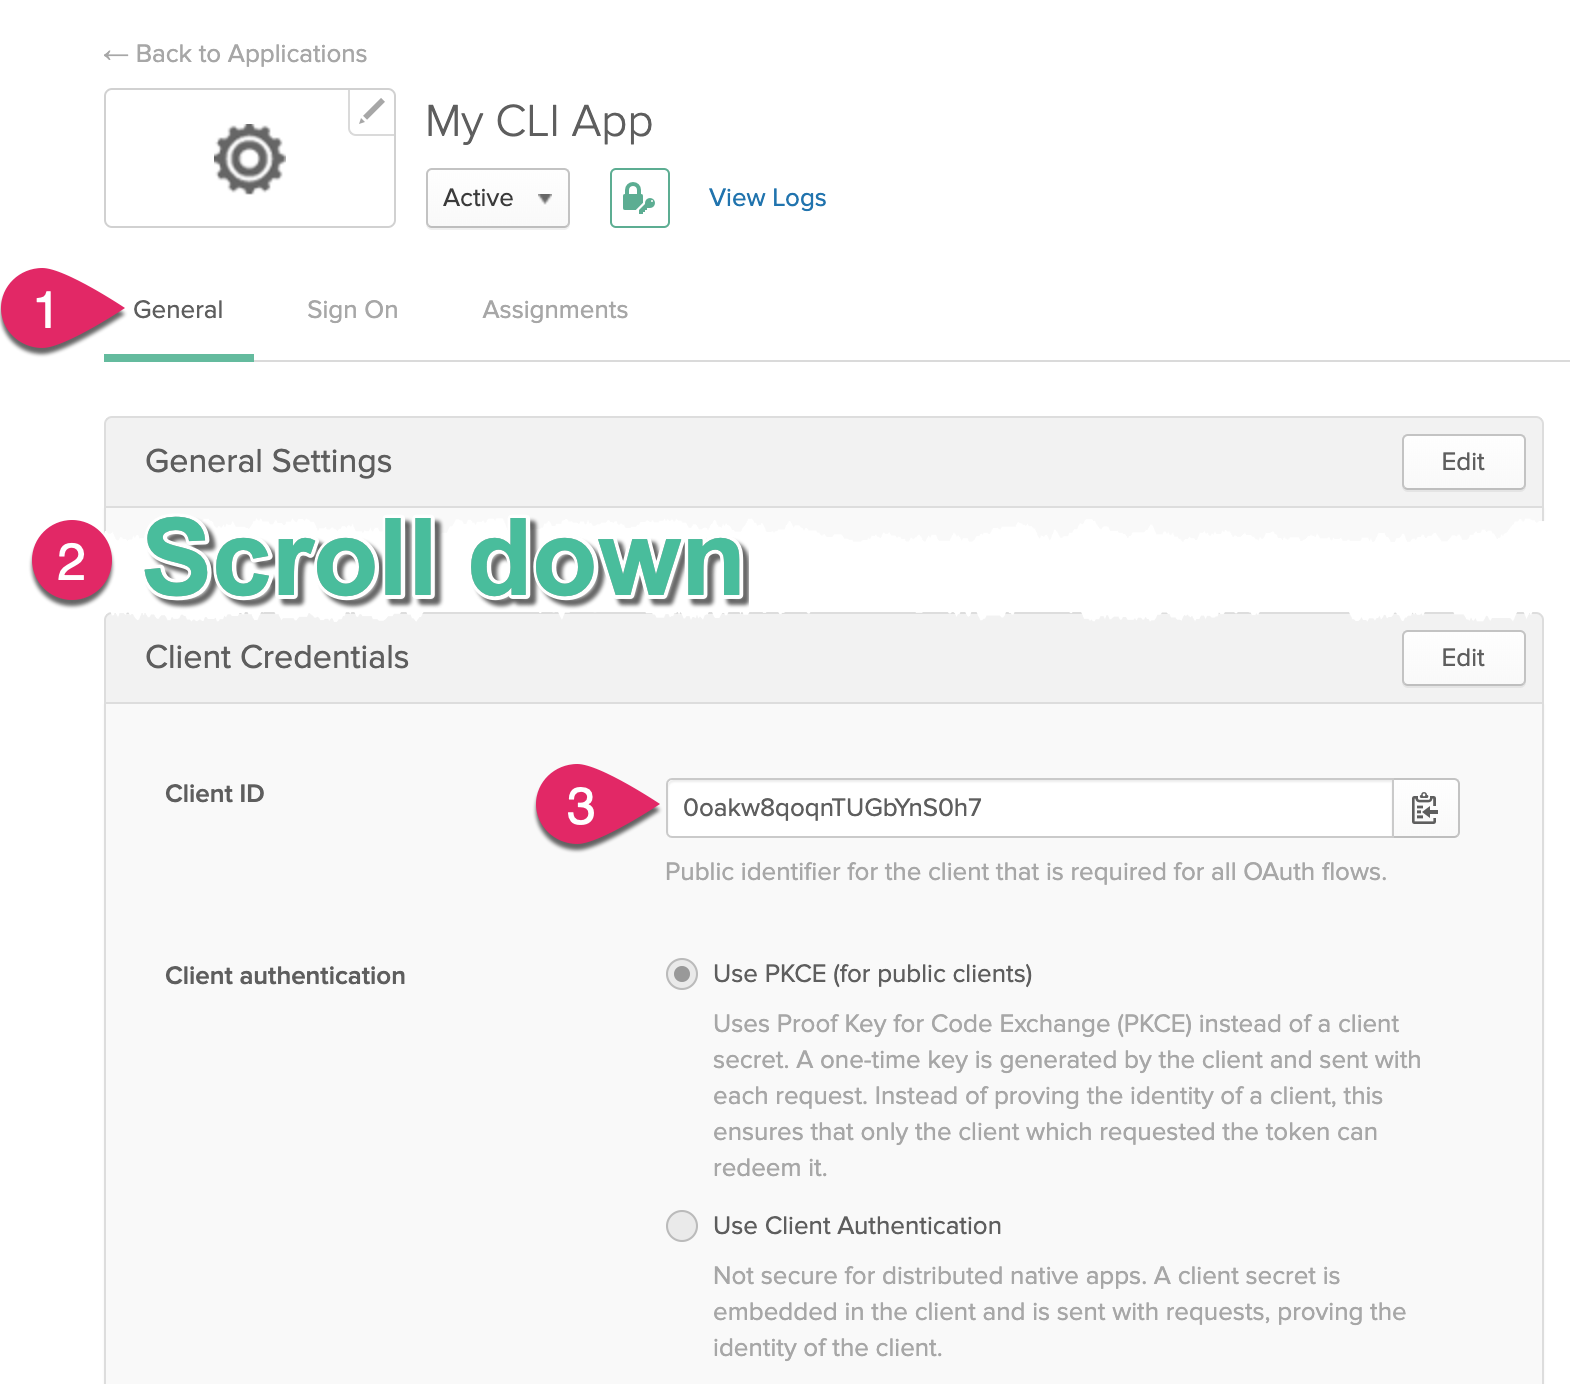 ← Back to Applications
My CLI App
Active
View Logs
1
General
Sign On
Assignments
General Settings
Edit
2
Scroll down
Client Credentials
Edit
Client ID
3
0oakw8qoqnTUGbYnS0h7
Public identifier for the client that is required for all OAuth flows.
Client authentication
Use PKCE (for public clients)
Uses Proof Key for Code Exchange (PKCE) instead of a client
secret. A one-time key is generated by the client and sent with
each request. Instead of proving the identity of a client, this
ensures that only the client which requested the token can
redeem it.
Use Client Authentication
Not secure for distributed native apps. A client secret is
embedded in the client and is sent with requests, proving the
identity of the client.